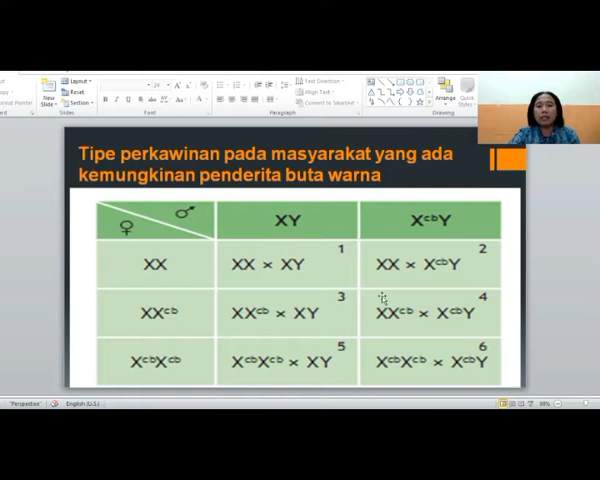 Layout
Reset
New
Slide
Section
Slides
Font
Paragraph
Text Direction
Align Text
Convert to SmartArt
Arrange
Quick
Styles
Drawing
Tipe perkawinan pada masyarakat yang ada
kemungkinan penderita buta warna
♂ ♀ XY XᶜᵇY
XX XX × XY 1 XX × XᶜᵇY 2
XXᶜᵇ XXᶜᵇ × XY 3 XXᶜᵇ × XᶜᵇY 4
XᶜᵇXᶜᵇ XᶜᵇXᶜᵇ × XY 5 XᶜᵇXᶜᵇ × XᶜᵇY 6
"Perspective" English (U.S.) 98%